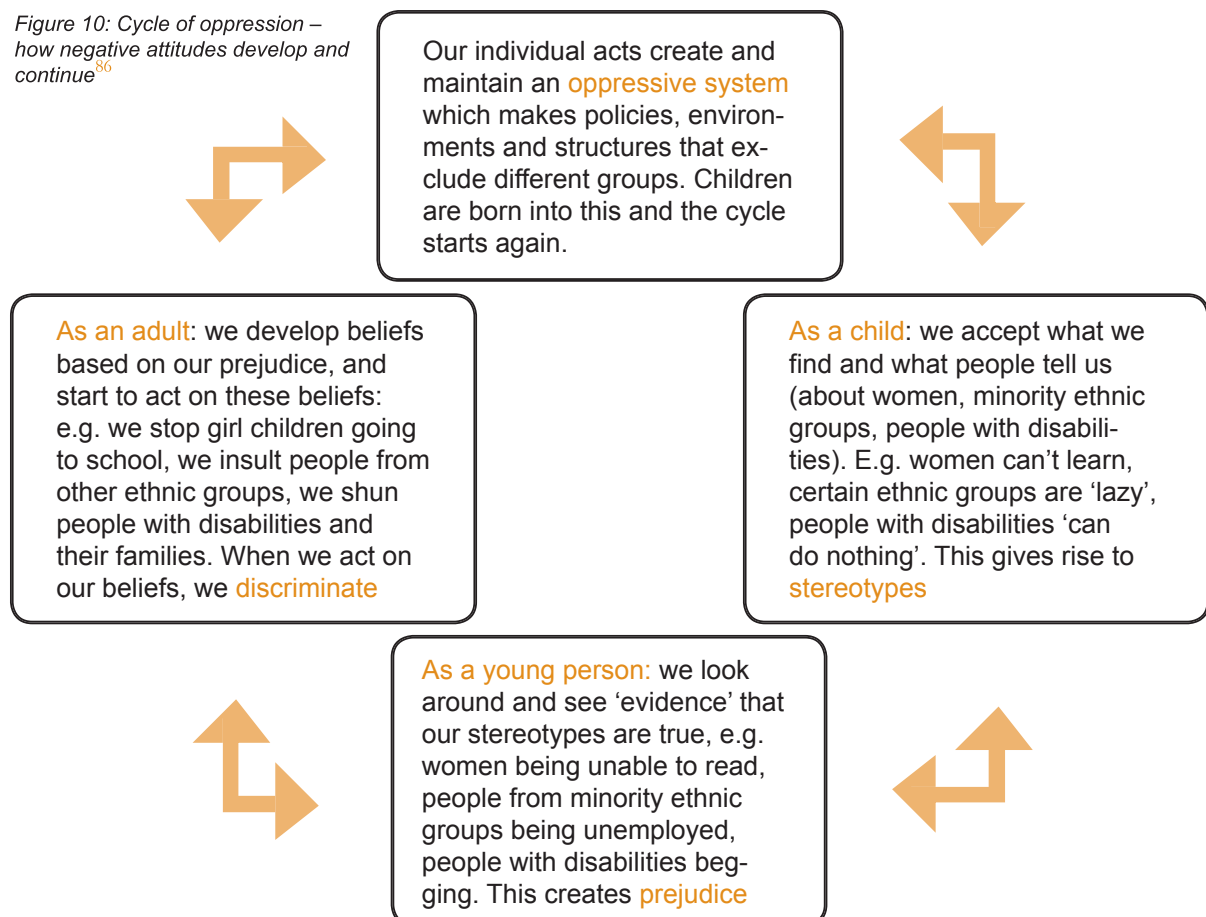 Figure 10: Cycle of oppression –
how negative attitudes develop and
continue86
Our individual acts create and
maintain an oppressive system
which makes policies, environ-
ments and structures that ex-
clude different groups. Children
are born into this and the cycle
starts again.
As a child: we accept what we
find and what people tell us
(about women, minority ethnic
groups, people with disabili-
ties). E.g. women can’t learn,
certain ethnic groups are ‘lazy’,
people with disabilities ‘can
do nothing’. This gives rise to
stereotypes
As a young person: we look
around and see ‘evidence’ that
our stereotypes are true, e.g.
women being unable to read,
people from minority ethnic
groups being unemployed,
people with disabilities beg-
ging. This creates prejudice
As an adult: we develop beliefs
based on our prejudice, and
start to act on these beliefs:
e.g. we stop girl children going
to school, we insult people from
other ethnic groups, we shun
people with disabilities and
their families. When we act on
our beliefs, we discriminate